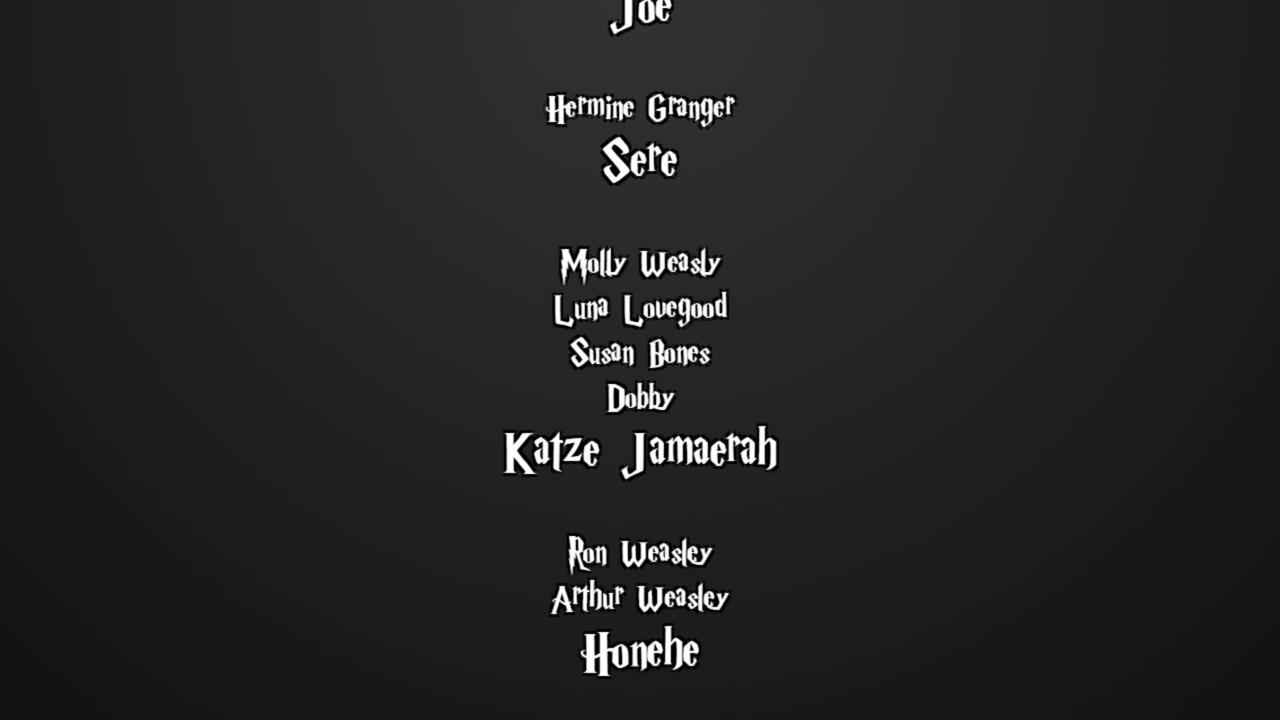 Joe
Hermine Granger
Sere
Molly Weasly
Luna Lovegood
Susan Bones
Dobby
Katze Jamaerah
Ron Weasley
Arthur Weasley
Honehe